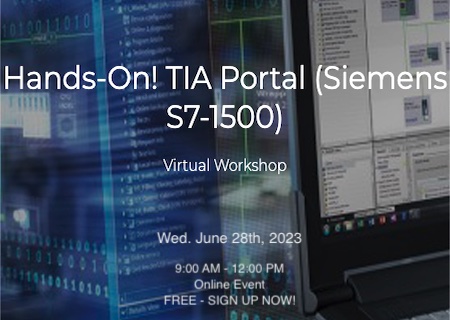 Hands-On! TIA Portal (Siemens
S7-1500)
Virtual Workshop
Wed. June 28th, 2023
9:00 AM - 12:00 PM
Online Event
FREE - SIGN UP NOW!